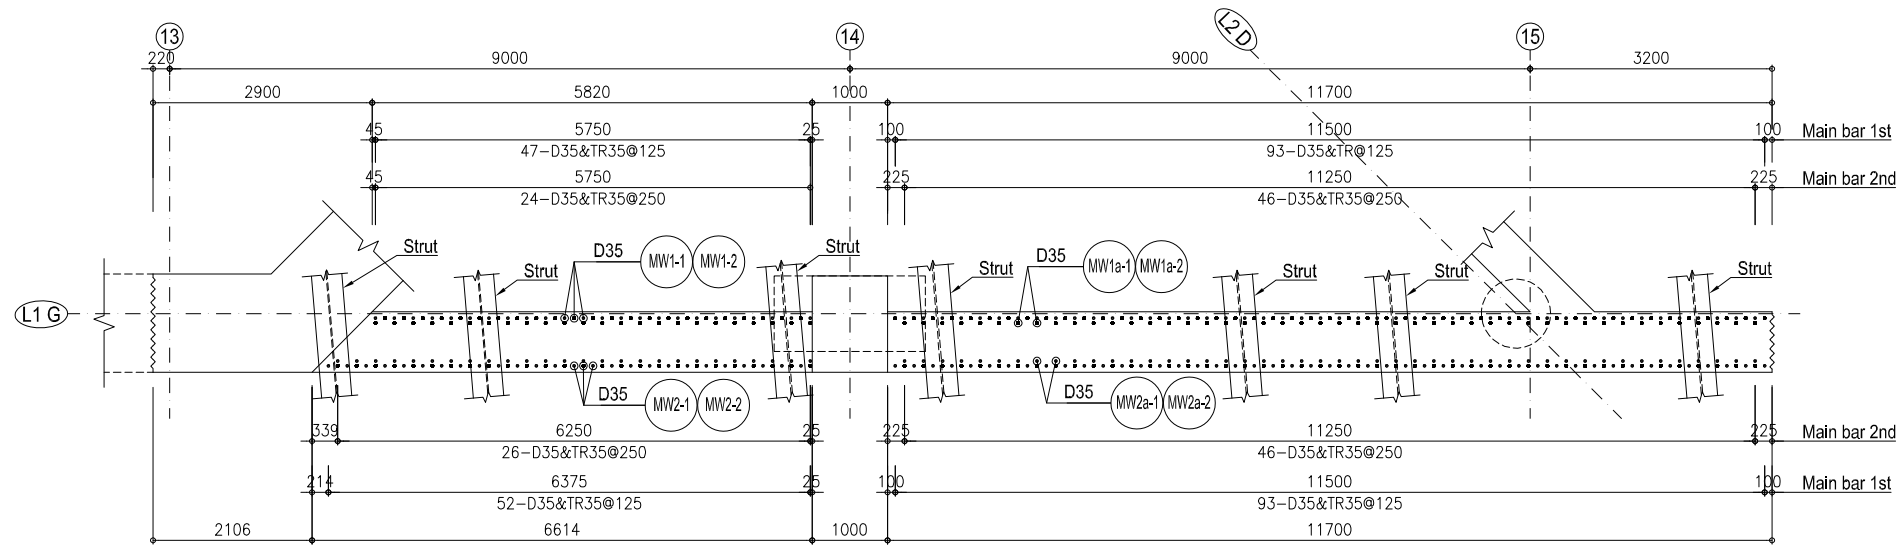 13 14 L2 D 15
220 9000 9000 3200
2900 5820 1000 11700
45 5750 25 100 11500 100 Main bar 1st
47-D35&TR35@125 93-D35&TR@125
45 5750 225 11250 225 Main bar 2nd
24-D35&TR35@250 46-D35&TR35@250
Strut D35 MW1-1 MW1-2 Strut D35 MW1a-1 MW1a-2
Strut Strut Strut Strut Strut
L1 G
D35 MW2-1 MW2-2 D35 MW2a-1 MW2a-2
339 6250 25 225 11250 225 Main bar 2nd
26-D35&TR35@250 46-D35&TR35@250
214 6375 25 100 11500 100 Main bar 1st
52-D35&TR35@125 93-D35&TR35@125
2106 6614 1000 11700